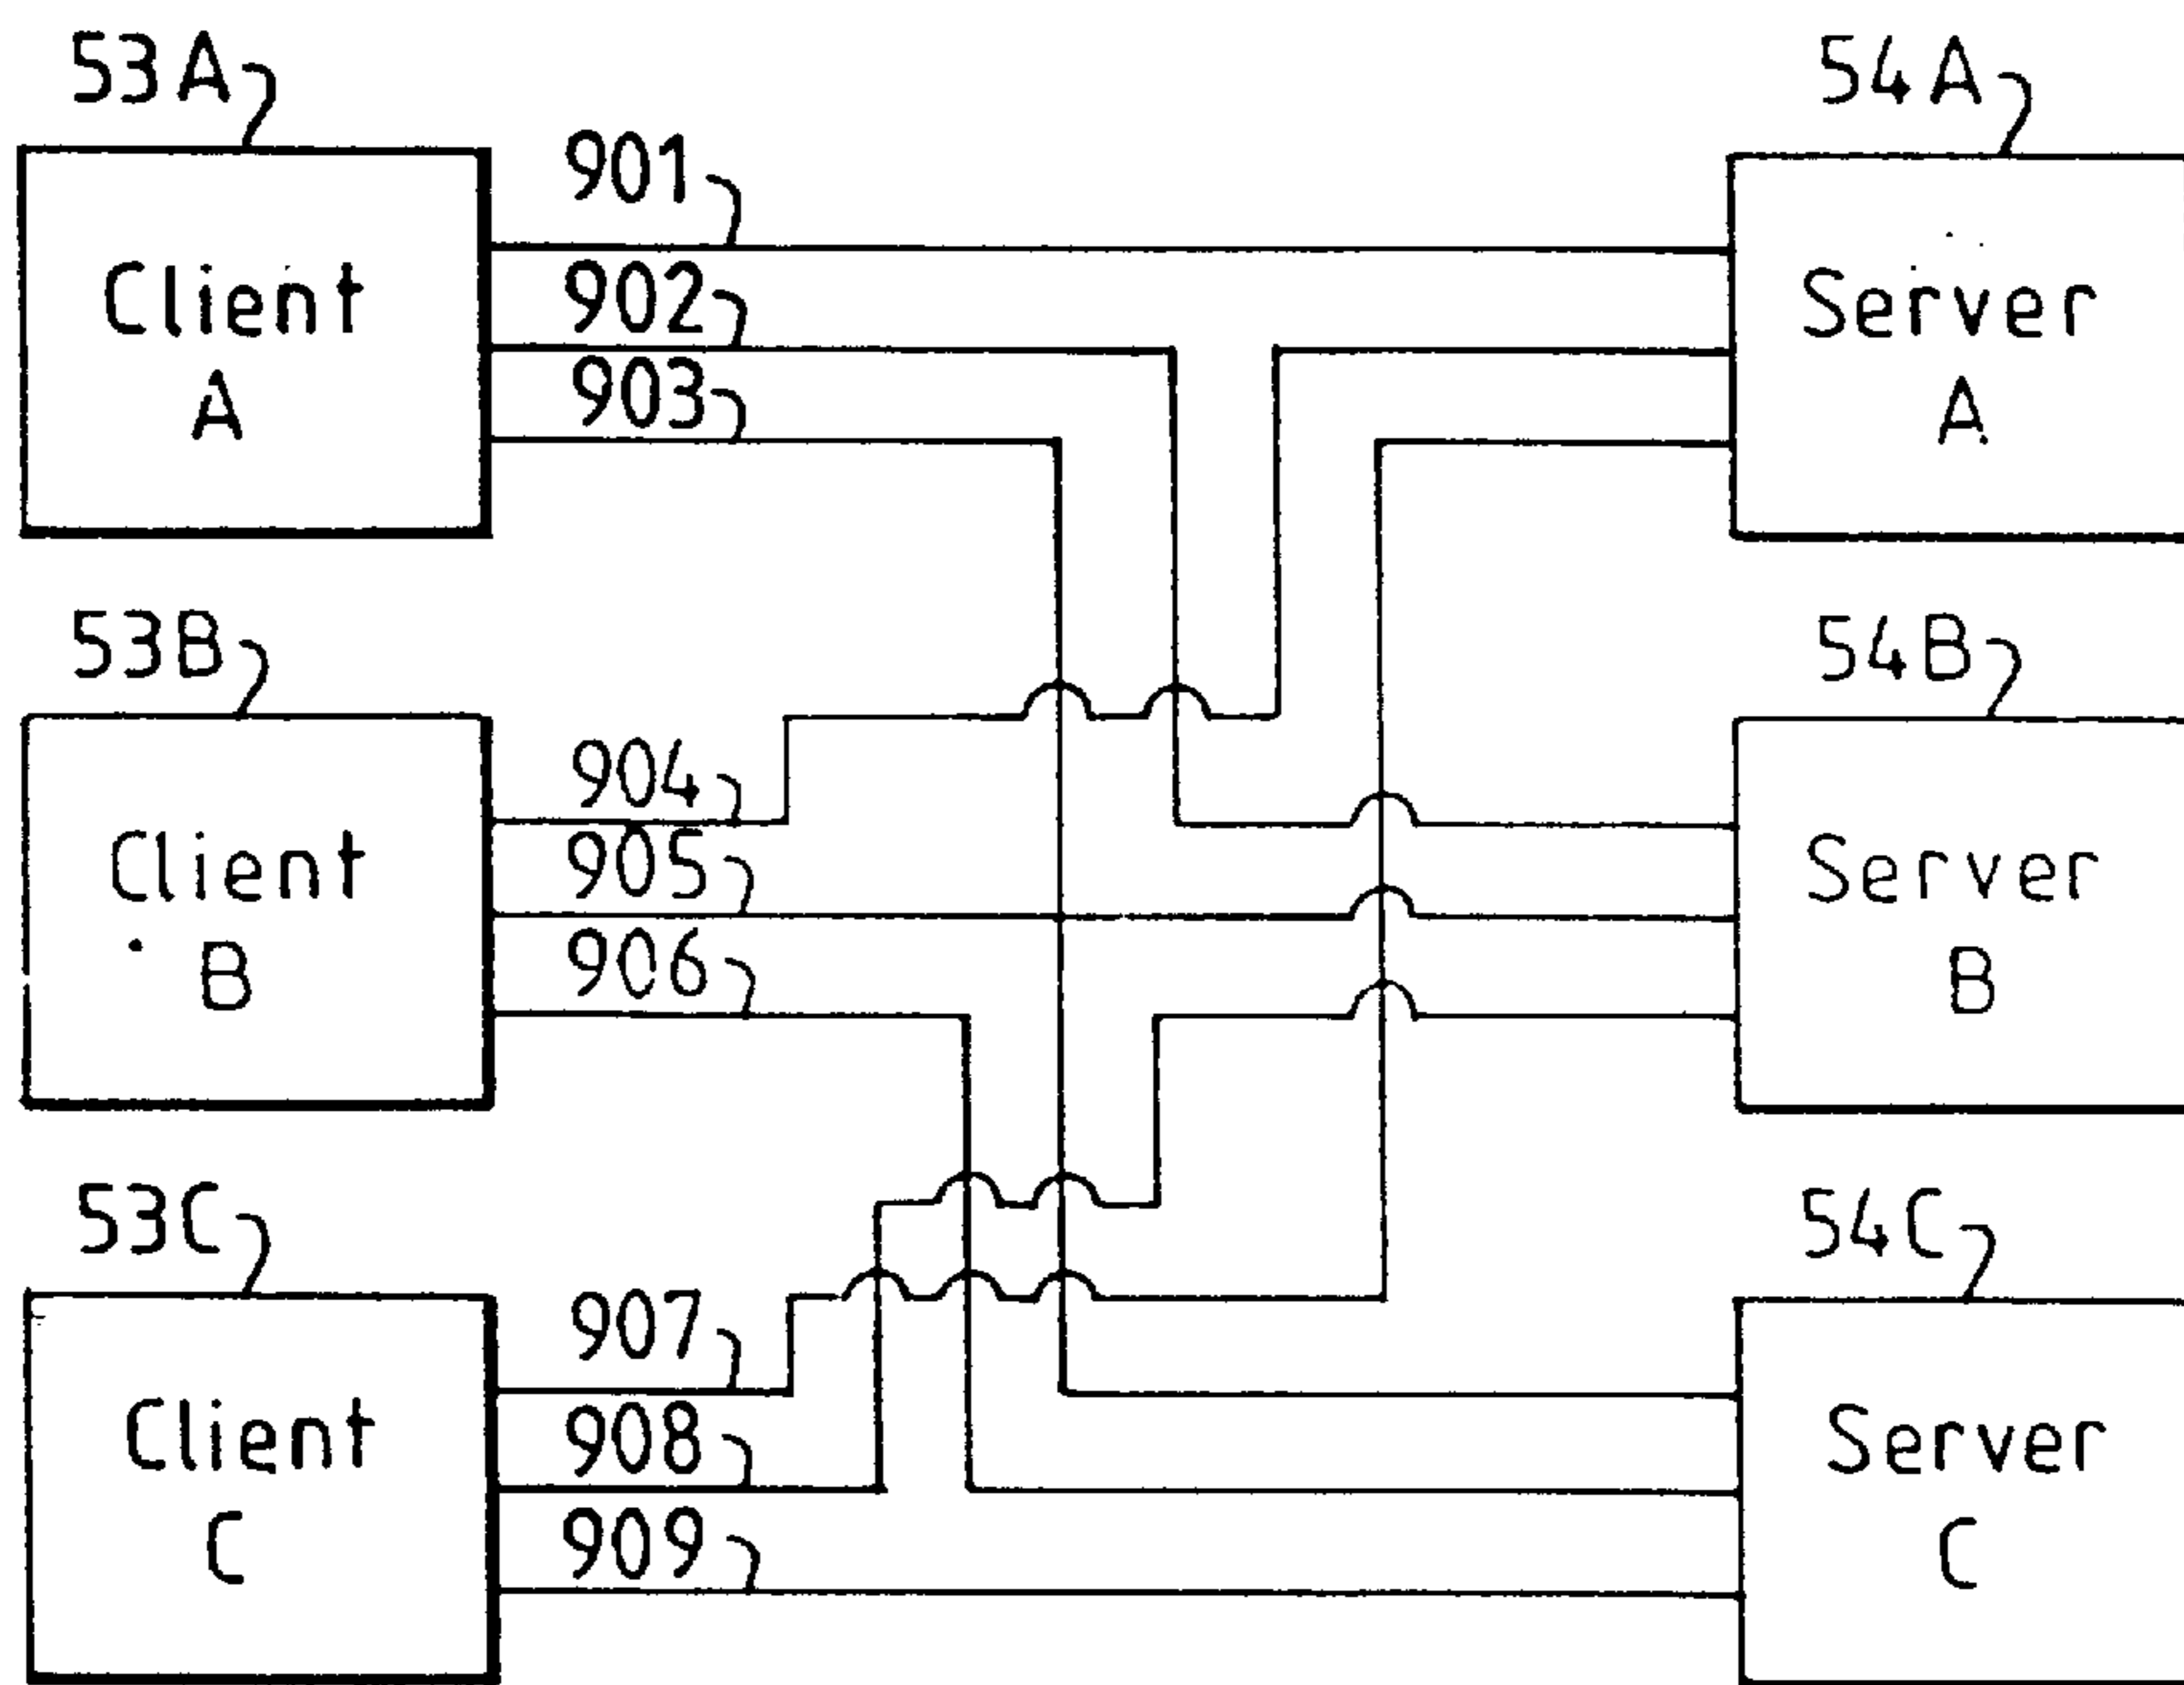 53A
54A
901
Client
A
902
Server
A
903
53B
54B
904
Client
B
905
Server
B
906
53C
54C
907
Client
C
908
Server
C
909